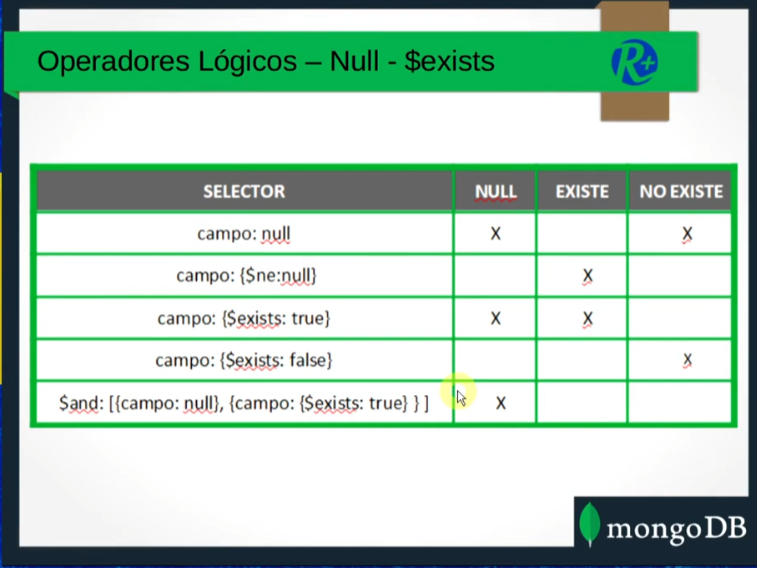 Operadores Lógicos – Null - $exists
R+
SELECTOR NULL EXISTE NO EXISTE
campo: null X X
campo: {$ne:null} X
campo: {$exists: true} X X
campo: {$exists: false} X
$and: [{campo: null}, {campo: {$exists: true} } ] X
mongoDB